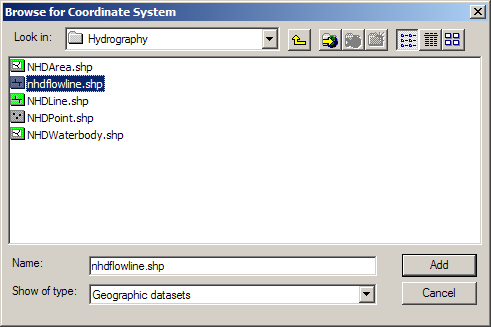 Browse for Coordinate System
Look in: Hydrography
NHDArea.shp
nhdflowline.shp
NHDLine.shp
NHDPoint.shp
NHDWaterbody.shp
Name: nhdflowline.shp Add
Show of type: Geographic datasets Cancel